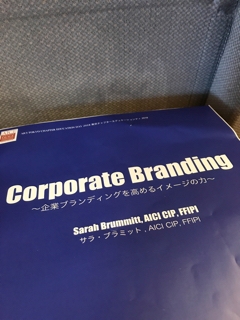 Corporate Branding
～企業ブランディングを高めるイメージの力～
Sarah Brummitt, AICI CIP, FFIPI
サラ・ブラミット , AICI CIP, FFIPI